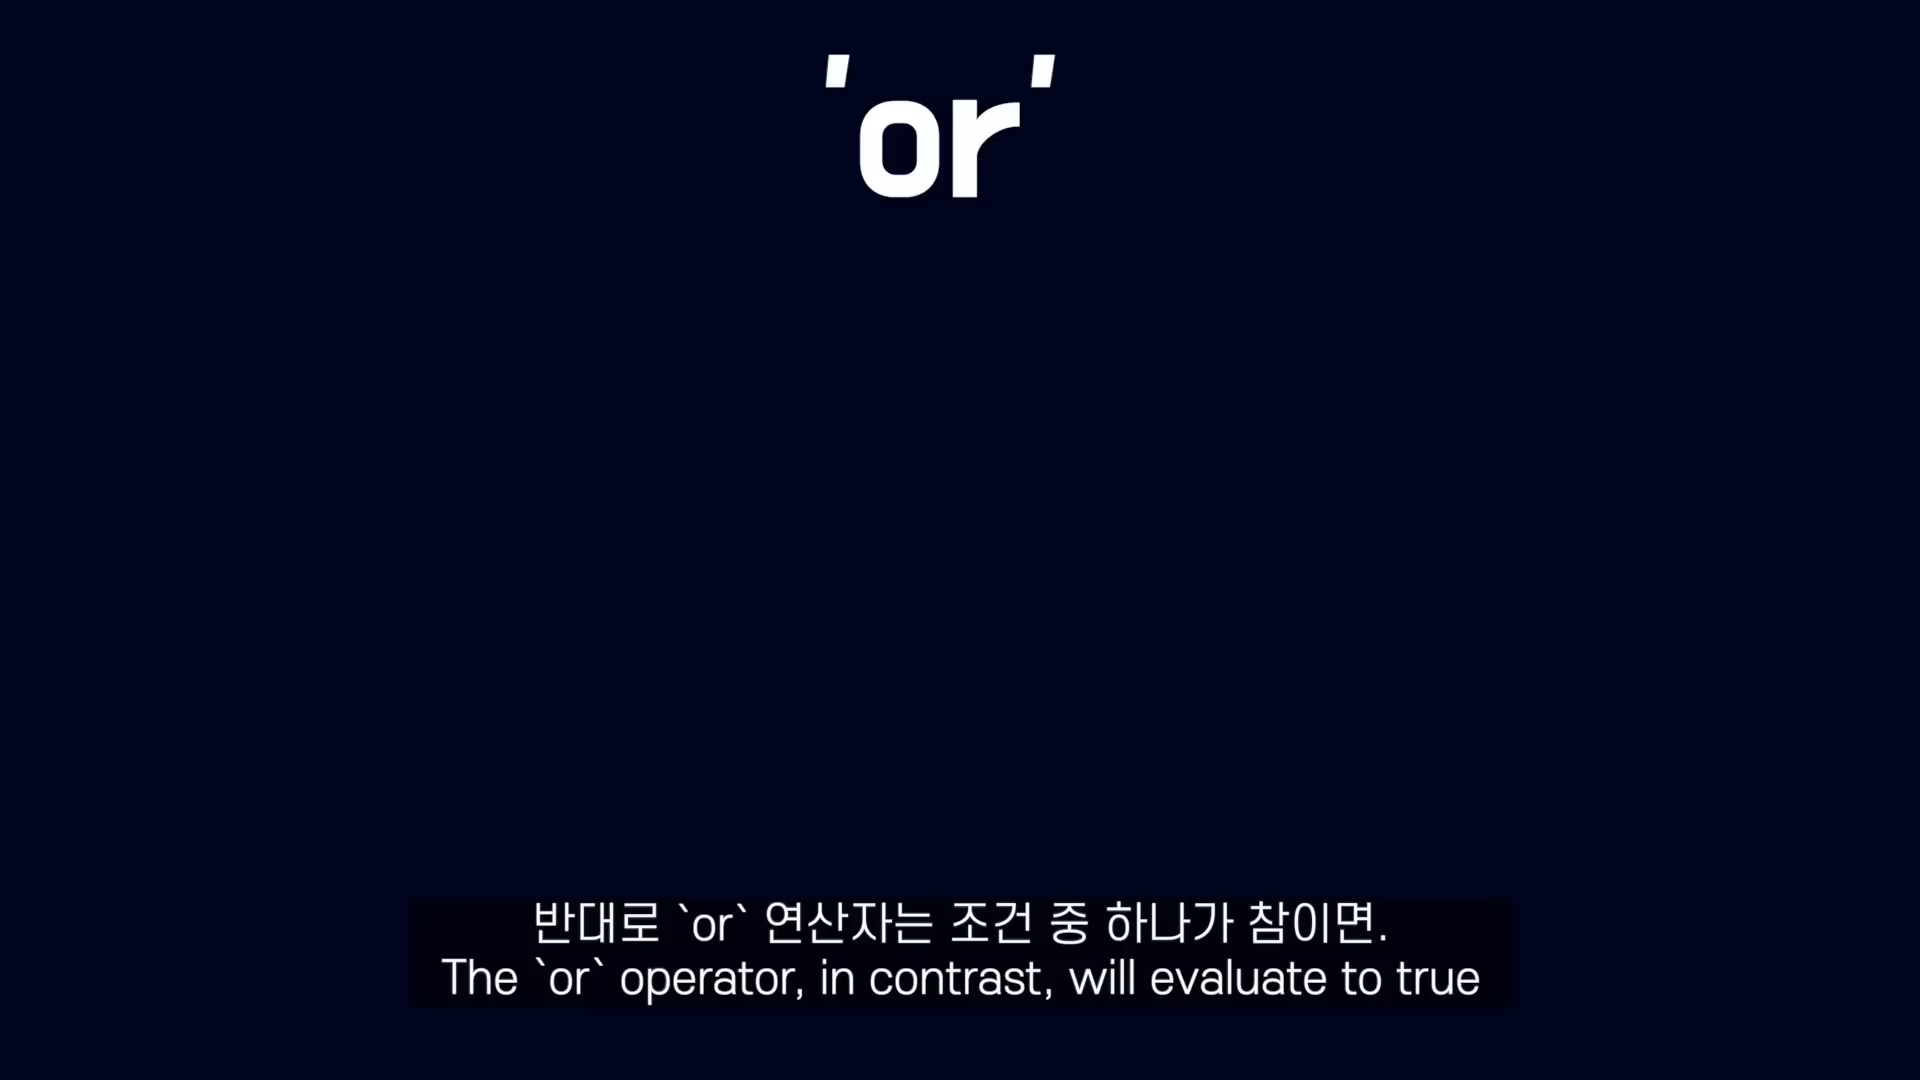 'or'
반대로 `or` 연산자는 조건 중 하나가 참이면.
The `or` operator, in contrast, will evaluate to true